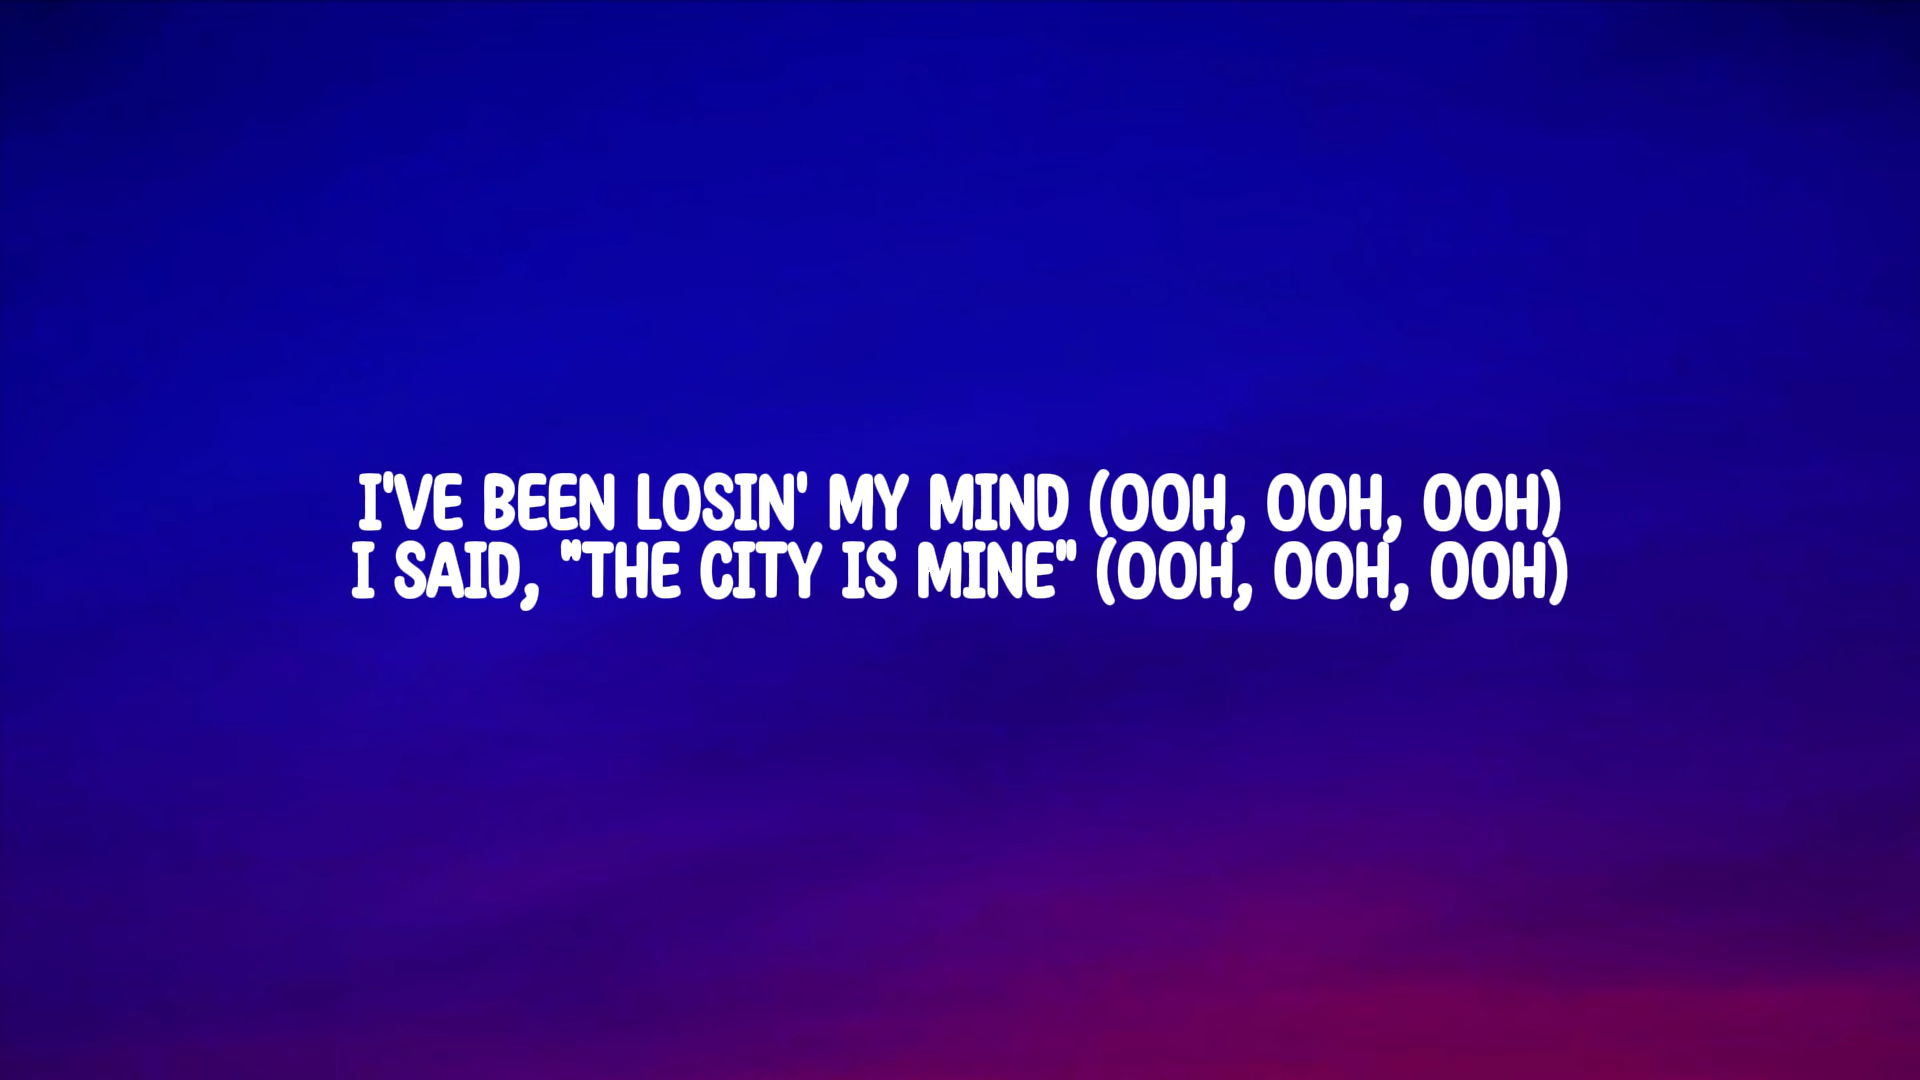 I'VE BEEN LOSIN' MY MIND (OOH, OOH, OOH)
I SAID, "THE CITY IS MINE" (OOH, OOH, OOH)